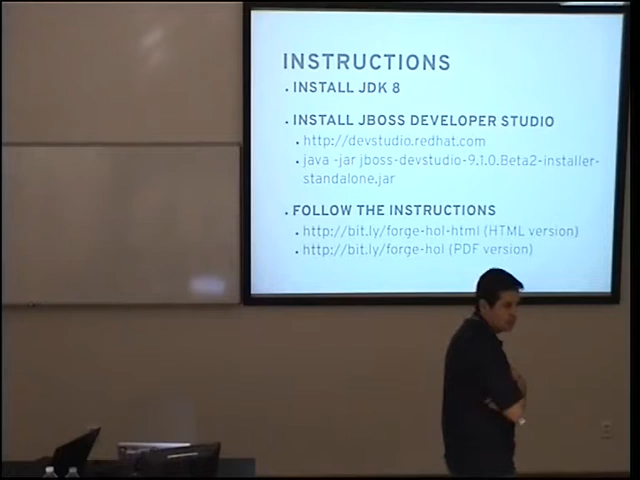 INSTRUCTIONS
INSTALL JDK 8
INSTALL JBOSS DEVELOPER STUDIO
http://devstudio.redhat.com
java -jar jboss-devstudio-9.1.0.Beta2-installer-
standalone.jar
FOLLOW THE INSTRUCTIONS
http://bit.ly/forge-hol-html (HTML version)
http://bit.ly/forge-hol (PDF version)